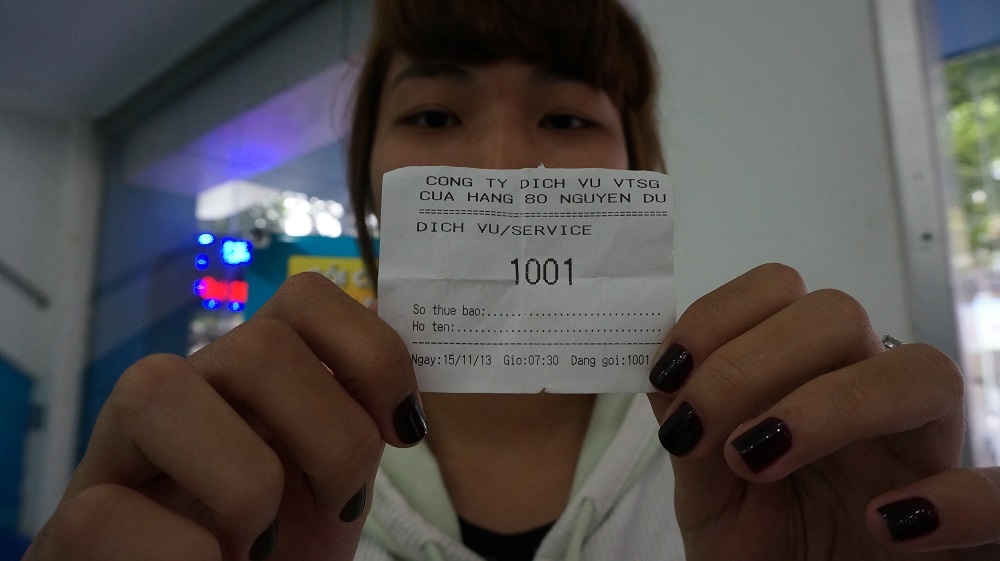 CONG TY DICH VU VTSG
CUA HANG 80 NGUYEN DU
================================
DICH VU/SERVICE
1001
So thue bao:..............................
Ho ten:...................................
------------------------------------------
Ngay:15/11/13 Gio:07:30 Dang goi:1001